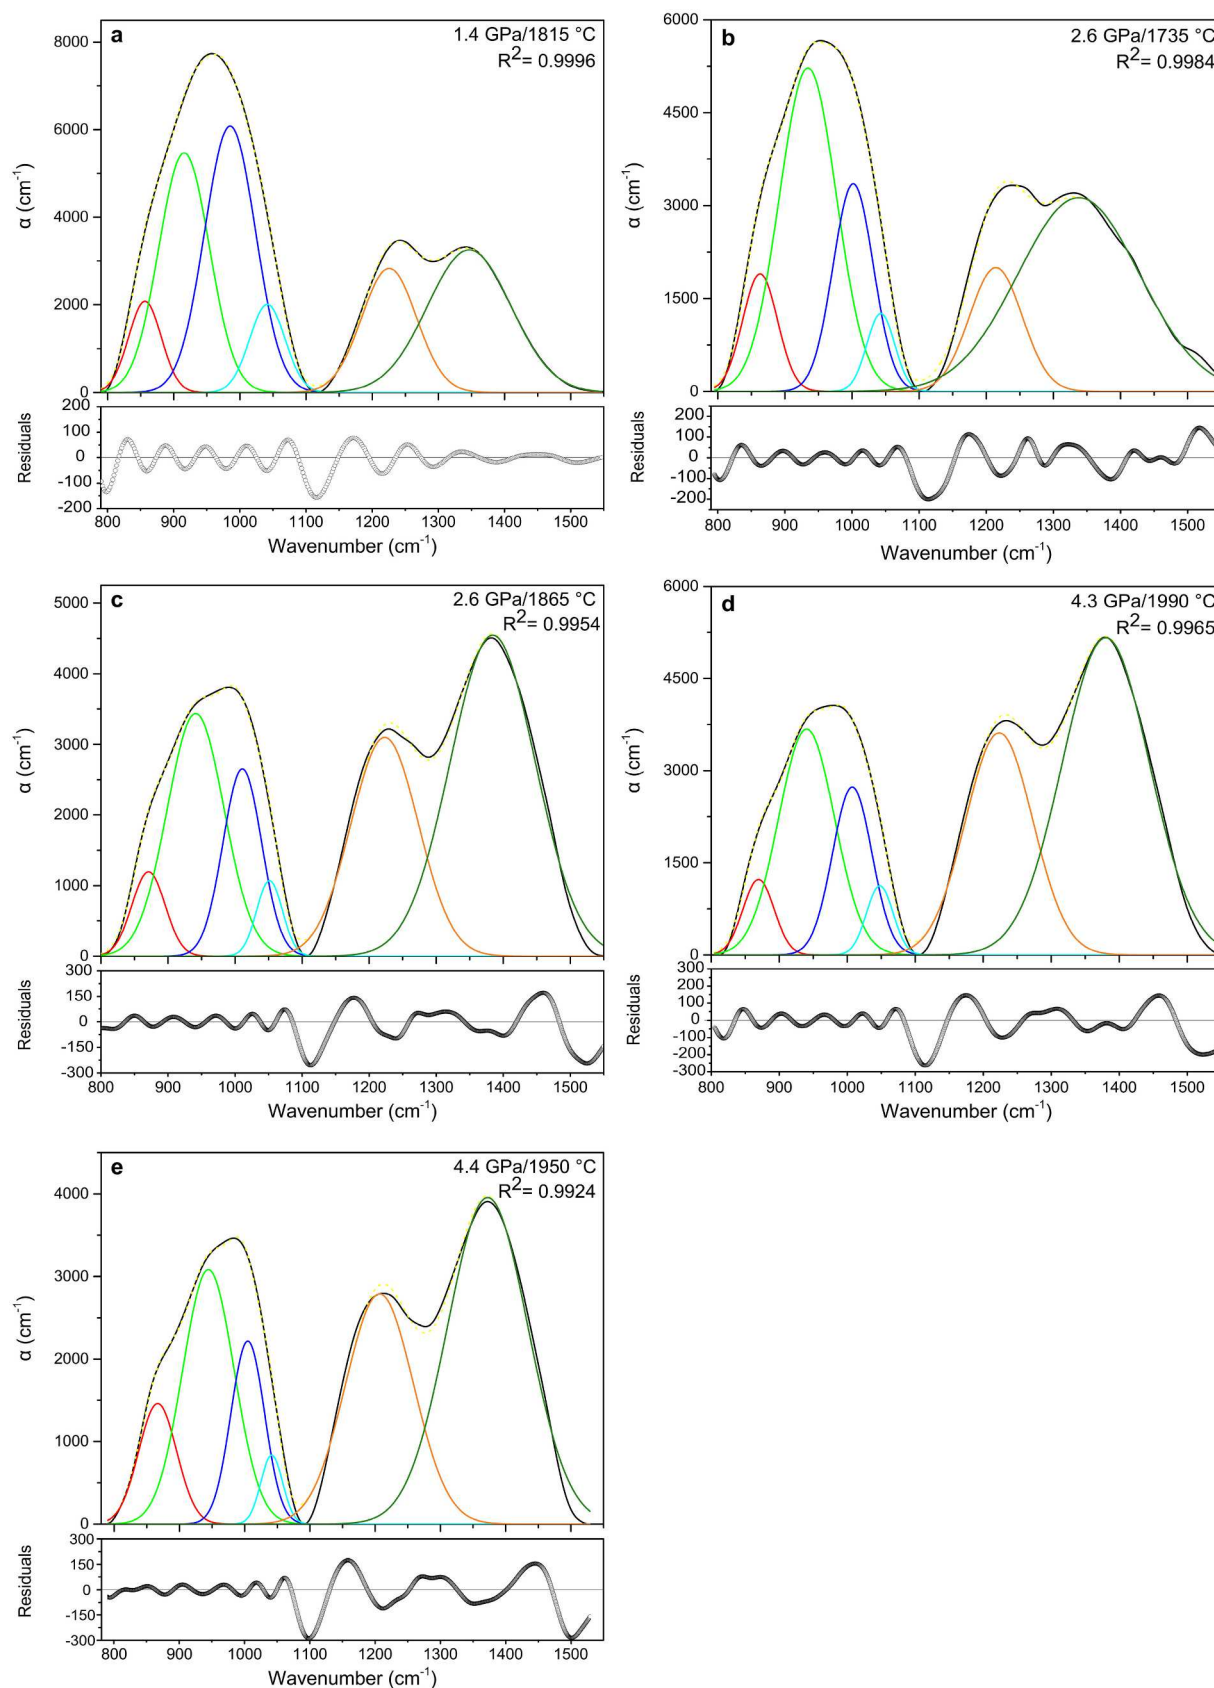 a
1.4 GPa/1815 °C
R²= 0.9996
α (cm⁻¹)
8000
6000
4000
2000
0
Residuals
200
100
0
-100
-200
800 900 1000 1100 1200 1300 1400 1500
Wavenumber (cm⁻¹)
b
2.6 GPa/1735 °C
R²= 0.9984
α (cm⁻¹)
6000
4500
3000
1500
0
Residuals
200
100
0
-100
-200
800 900 1000 1100 1200 1300 1400 1500
Wavenumber (cm⁻¹)
c
2.6 GPa/1865 °C
R²= 0.9954
α (cm⁻¹)
5000
4000
3000
2000
1000
0
Residuals
300
150
0
-150
-300
800 900 1000 1100 1200 1300 1400 1500
Wavenumber (cm⁻¹)
d
4.3 GPa/1990 °C
R²= 0.9965
α (cm⁻¹)
6000
4500
3000
1500
0
Residuals
300
200
100
0
-100
-200
-300
800 900 1000 1100 1200 1300 1400 1500
Wavenumber (cm⁻¹)
e
4.4 GPa/1950 °C
R²= 0.9924
α (cm⁻¹)
4000
3000
2000
1000
0
Residuals
300
150
0
-150
-300
800 900 1000 1100 1200 1300 1400 1500
Wavenumber (cm⁻¹)